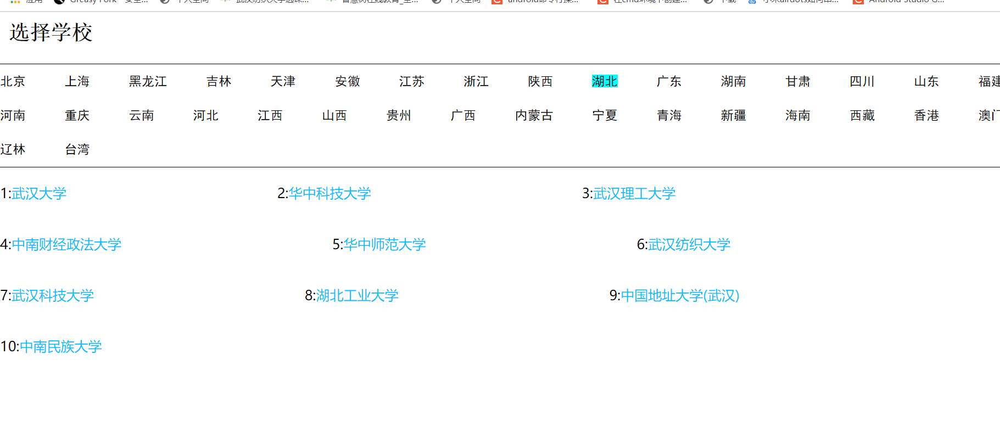 选择学校
北京 上海 黑龙江 吉林 天津 安徽 江苏 浙江 陕西 湖北 广东 湖南 甘肃 四川 山东 福建
河南 重庆 云南 河北 江西 山西 贵州 广西 内蒙古 宁夏 青海 新疆 海南 西藏 香港 澳门
辽林 台湾
1:武汉大学 2:华中科技大学 3:武汉理工大学
4:中南财经政法大学 5:华中师范大学 6:武汉纺织大学
7:武汉科技大学 8:湖北工业大学 9:中国地址大学(武汉)
10:中南民族大学